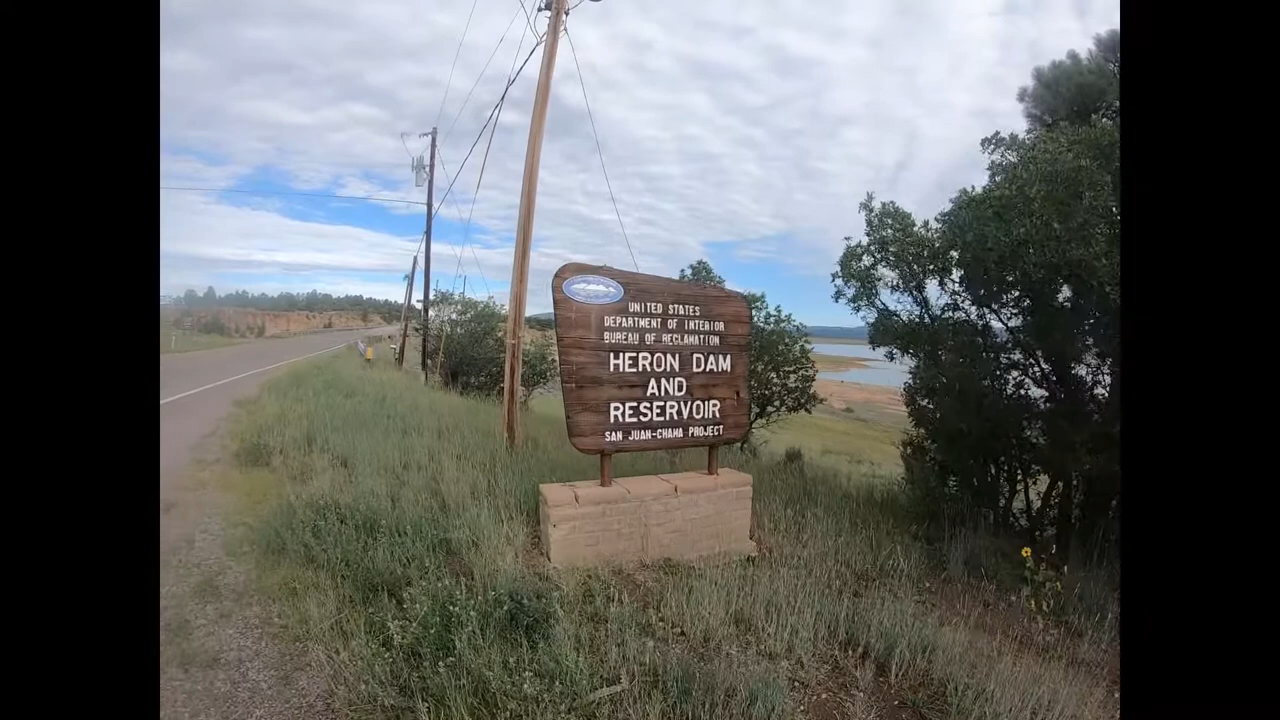 UNITED STATES
DEPARTMENT OF INTERIOR
BUREAU OF RECLAMATION
HERON DAM
AND
RESERVOIR
SAN JUAN-CHAMA PROJECT